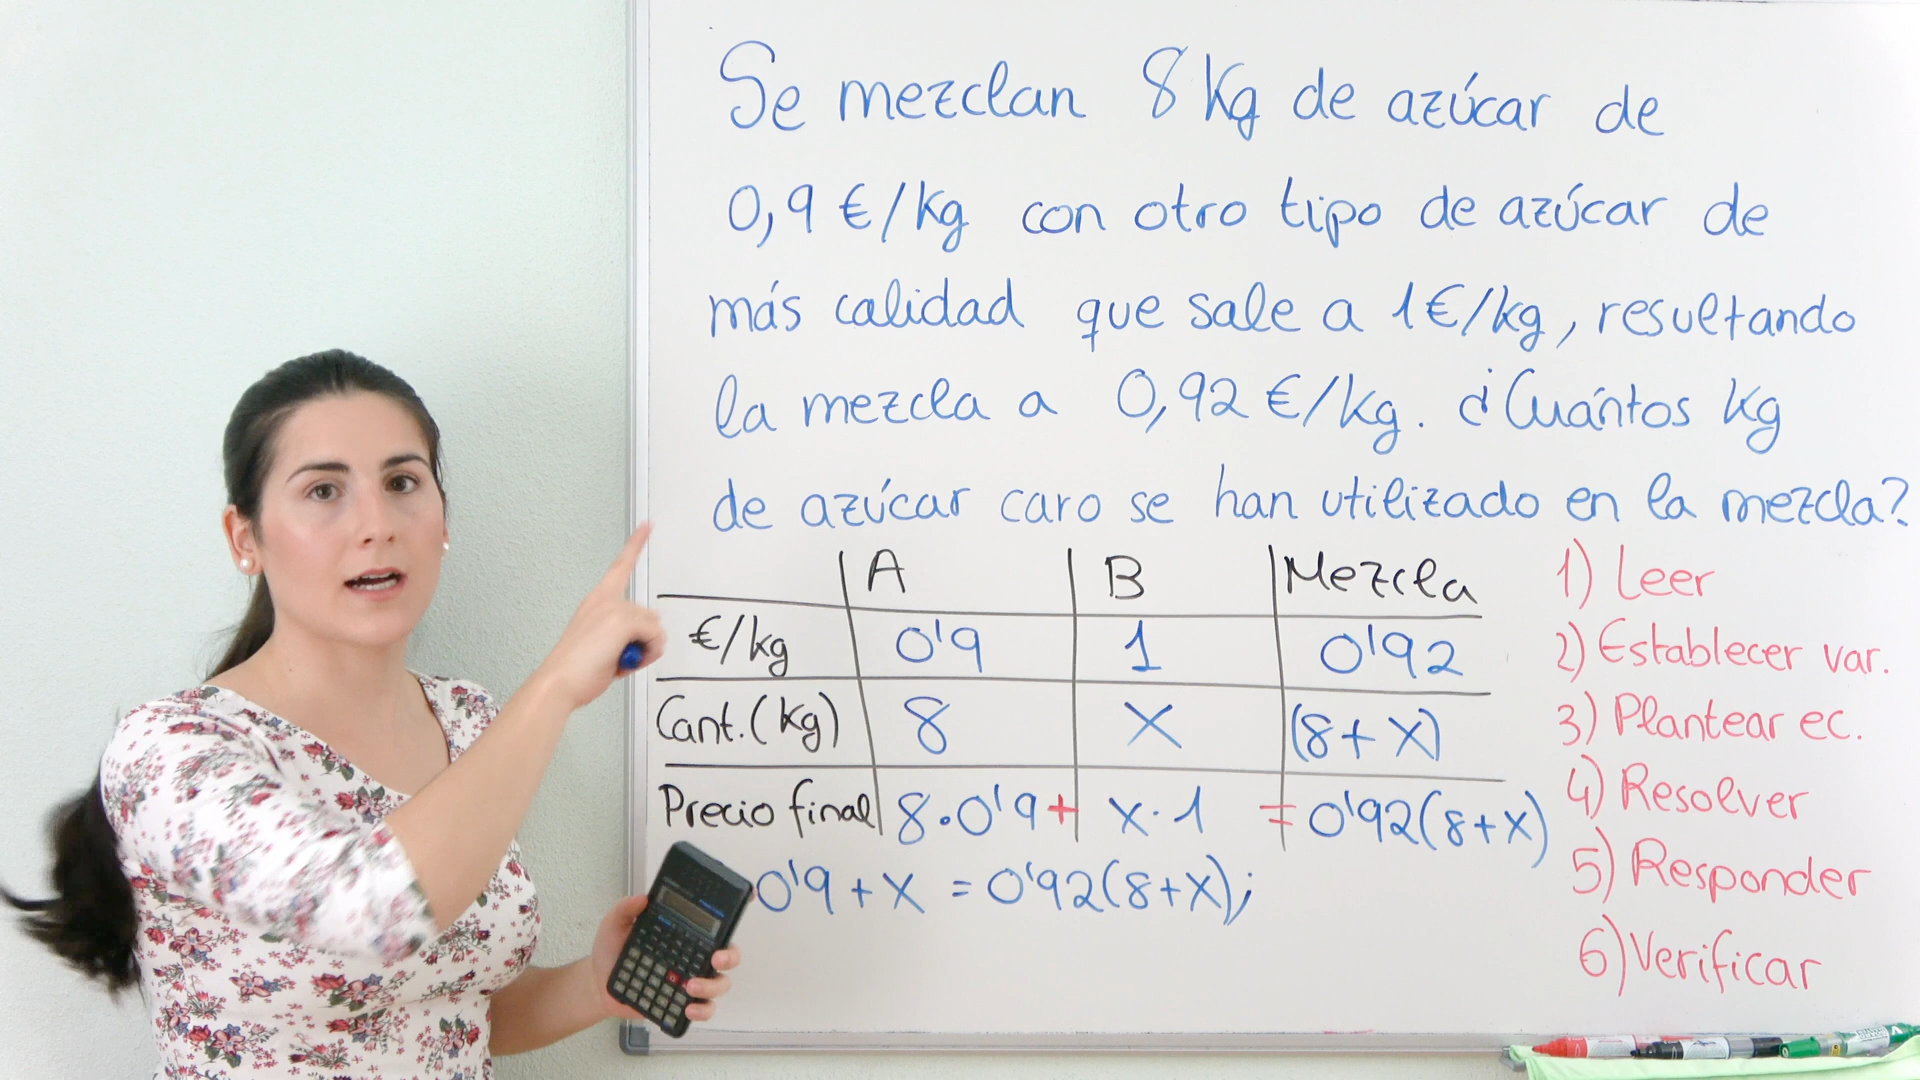 Se mezclan 8 Kg de azúcar de
0,9 €/kg con otro tipo de azúcar de
más calidad que sale a 1€/kg, resultando
la mezcla a 0,92 €/kg. ¿Cuántos kg
de azúcar caro se han utilizado en la mezcla?
A B Mezcla
€/kg 0'9 1 0'92
Cant. (kg) 8 x (8+x)
Precio final 8·0'9 + x·1 = 0'92(8+x)
0'9+x = 0'92(8+x);
1) Leer
2) Establecer var.
3) Plantear ec.
4) Resolver
5) Responder
6) Verificar